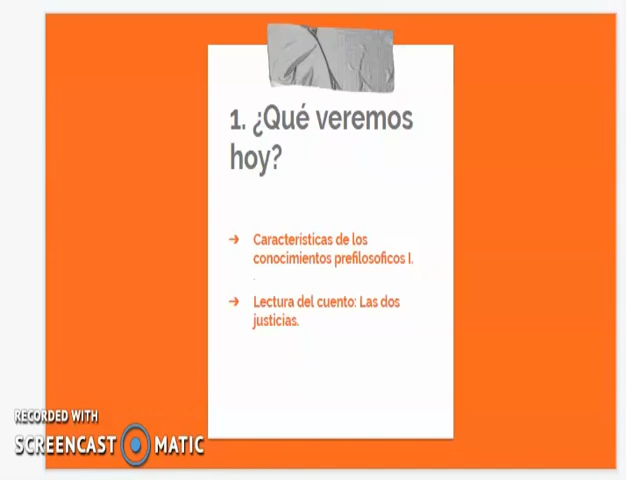 1. ¿Qué veremos
hoy?
➔ Características de los
conocimientos prefilosoficos I.
.
➔ Lectura del cuento: Las dos
justicias.
RECORDED WITH
SCREENCAST MATIC